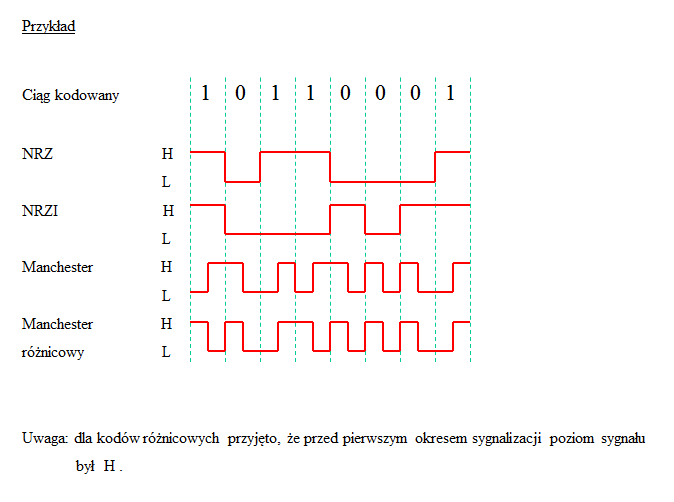 Przykład
Ciąg kodowany 1 0 1 1 0 0 0 1
NRZ H
L
NRZI H
L
Manchester H
L
Manchester H
różnicowy L
Uwaga: dla kodów różnicowych przyjęto, że przed pierwszym okresem sygnalizacji poziom sygnału
był H .